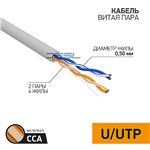 КАБЕЛЬ
ВИТАЯ ПАРА
ДИАМЕТР ЖИЛЫ
0,50 мм
2 ПАРЫ
4 ЖИЛЫ
МАТЕРИАЛ
CCA
U/UTP